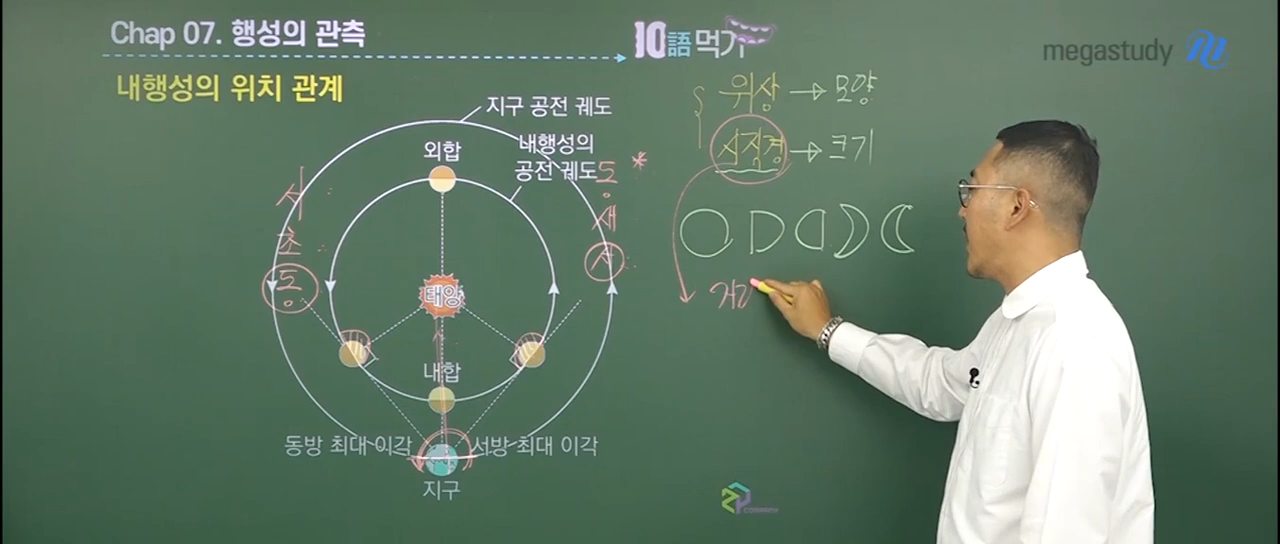 Chap 07. 행성의 관측
10語먹기
megastudy
내행성의 위치 관계
위상 → 모양
시직경 → 크기
지구 공전 궤도
내행성의
공전 궤도
외합
시
초
동
동
새
서
태양
내합
거리
동방 최대 이각
서방 최대 이각
지구